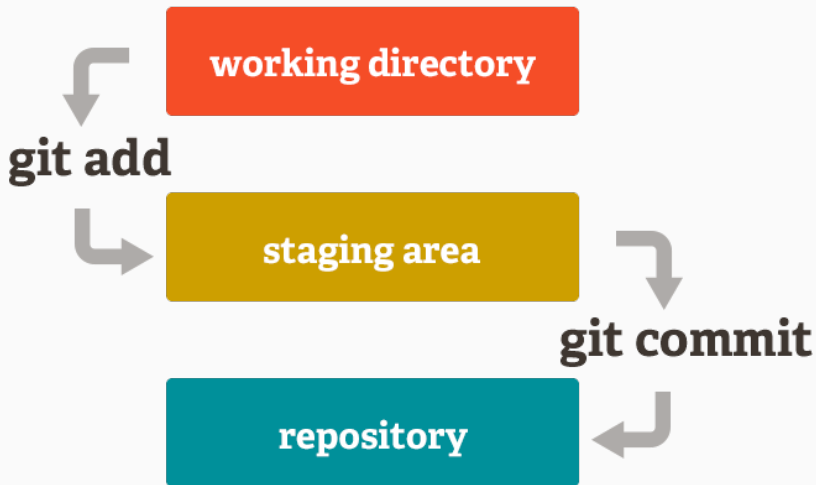 working directory
git add
staging area
git commit
repository